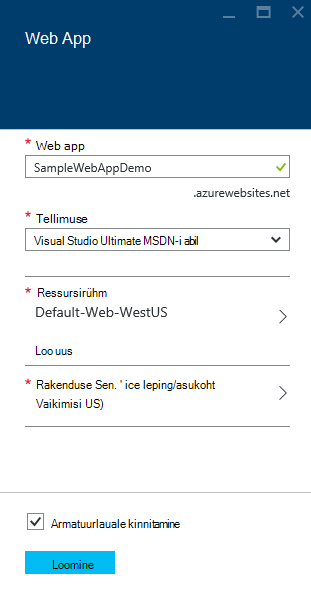 Web App
* Web app
SampleWebAppDemo
.azurewebsites.net
* Tellimuse
Visual Studio Ultimate MSDN-i abil
* Ressursirühm
Default-Web-WestUS
Loo uus
* Rakenduse Sen. ' ice leping/asukoht
Vaikimisi US)
Armatuurlauale kinnitamine
Loomine